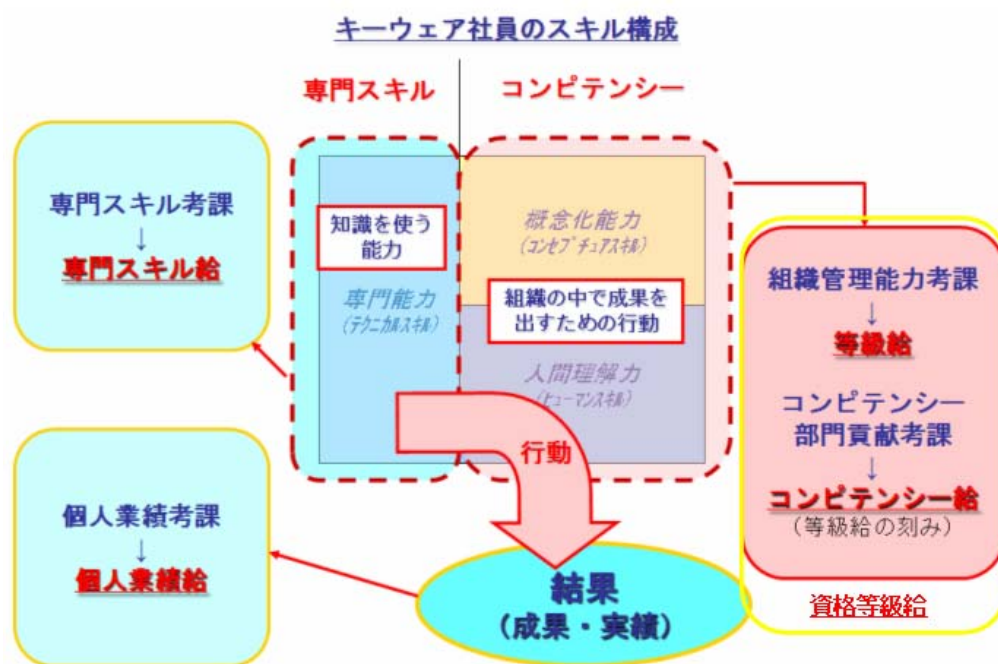 キーウェア社員のスキル構成
専門スキル
コンピテンシー
専門スキル考課
↓
専門スキル給
知識を使う
能力
専門能力
(テクニカルスキル)
概念化能力
(コンセプチュアスキル)
組織の中で成果を
出すための行動
人間理解力
(ヒューマンスキル)
行動
組織管理能力考課
↓
等級給
コンピテンシー
部門貢献考課
↓
コンピテンシー給
(等級給の刻み)
資格等級給
個人業績考課
↓
個人業績給
結果
(成果・実績)